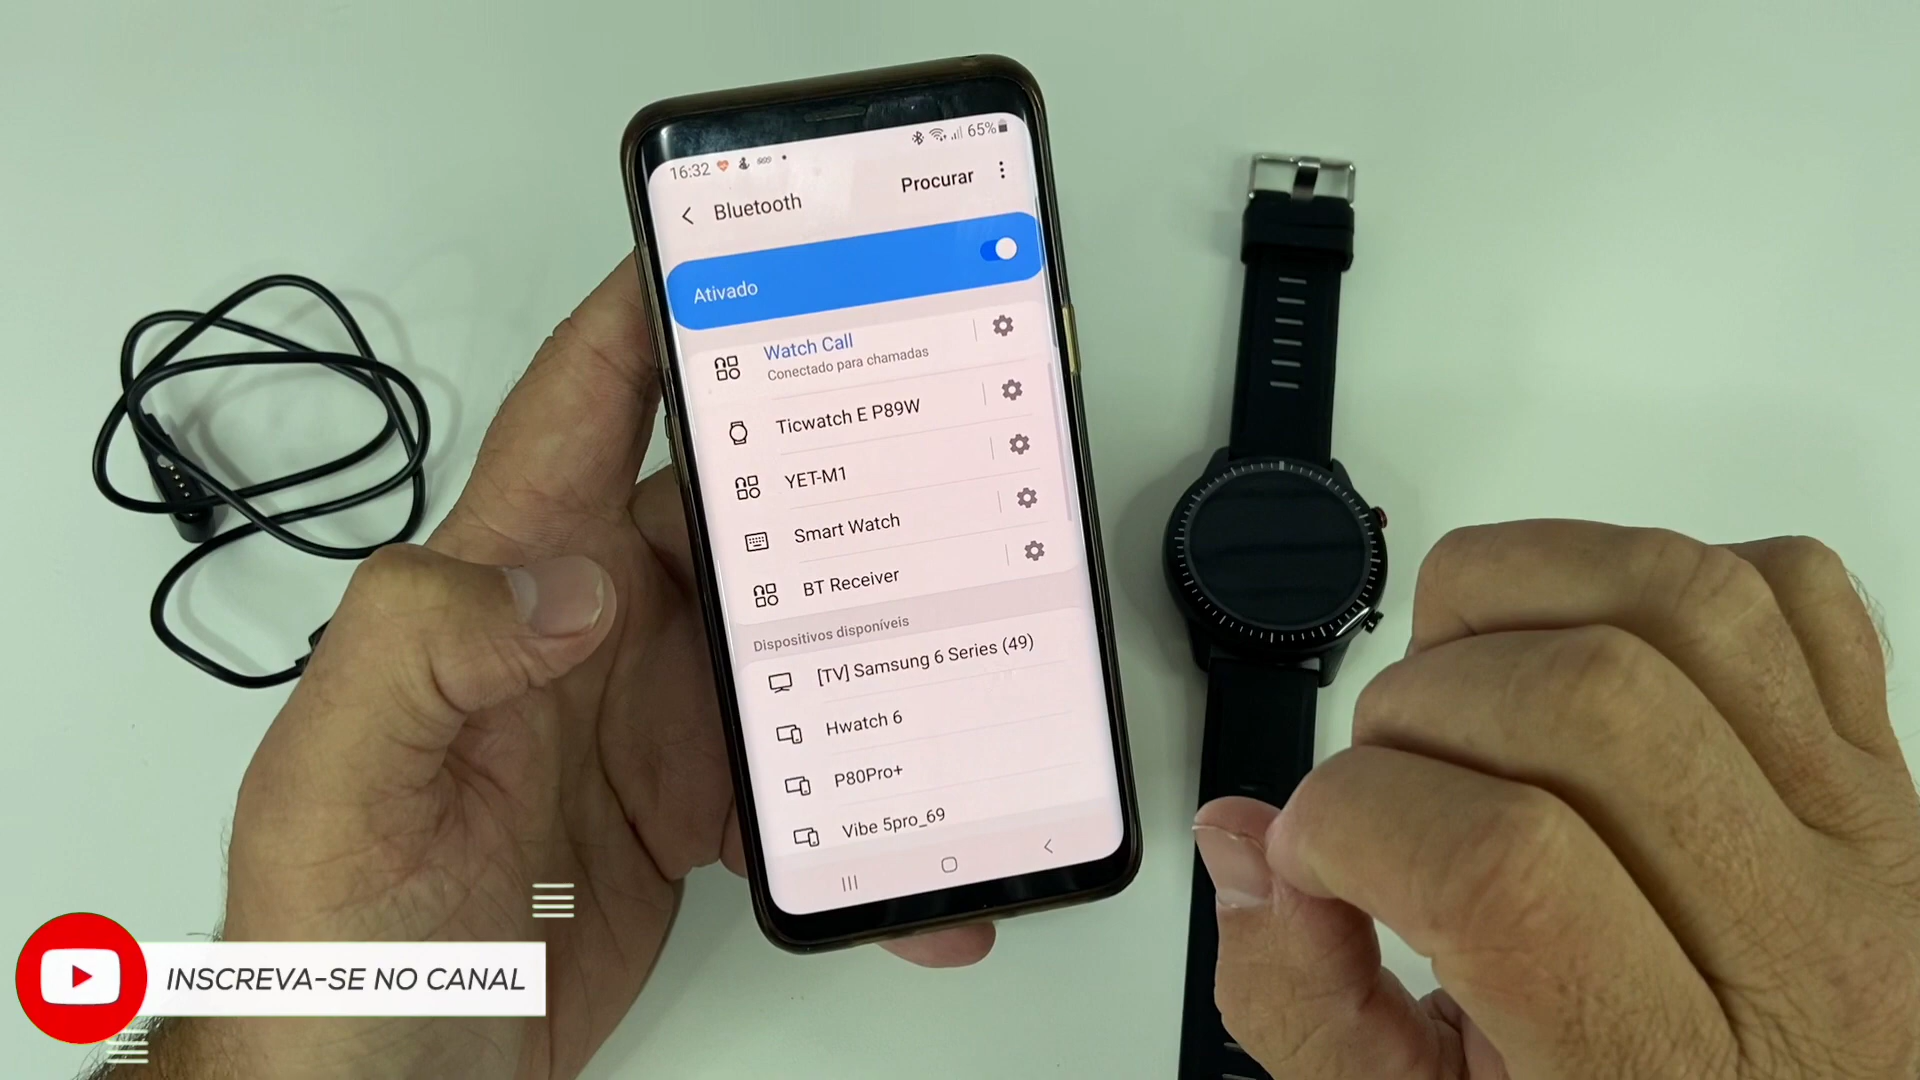 16:32
65%
Bluetooth
Procurar
Ativado
Watch Call
Conectado para chamadas
Ticwatch E P89W
YET-M1
Smart Watch
BT Receiver
Dispositivos disponíveis
[TV] Samsung 6 Series (49)
Hwatch 6
P80Pro+
Vibe 5pro_69
INSCREVA-SE NO CANAL